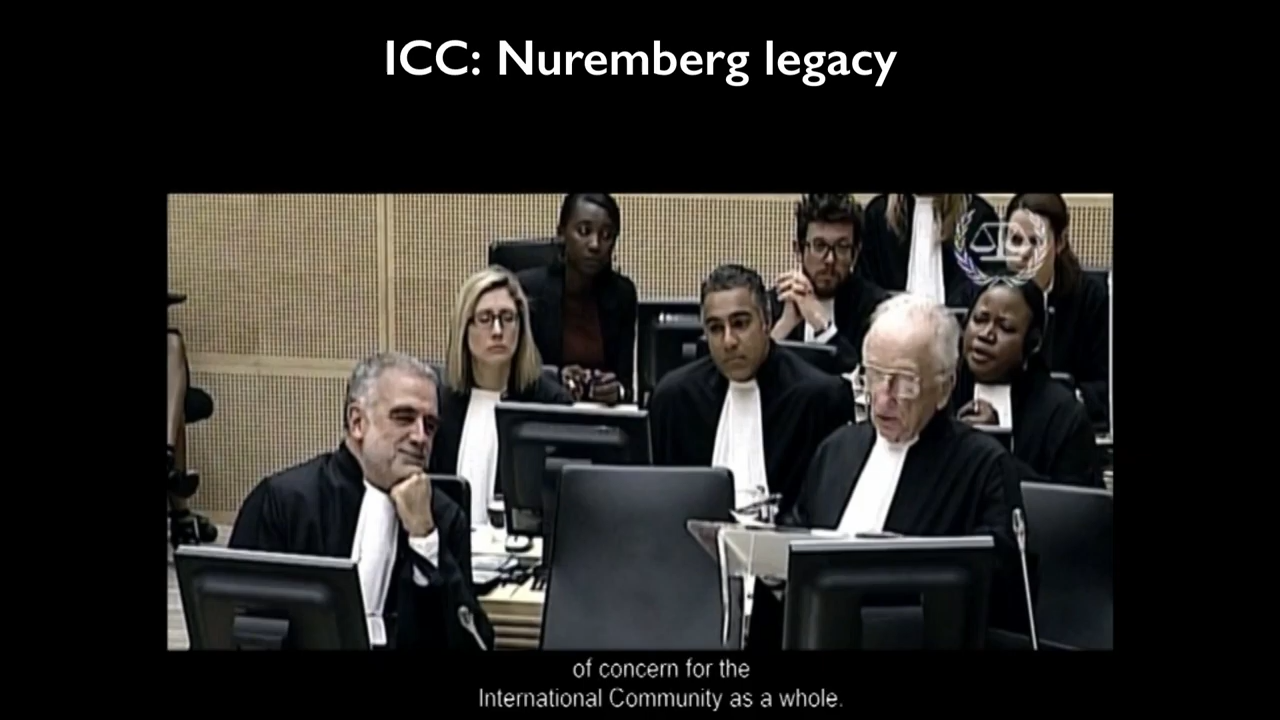 ICC: Nuremberg legacy
of concern for the
International Community as a whole.